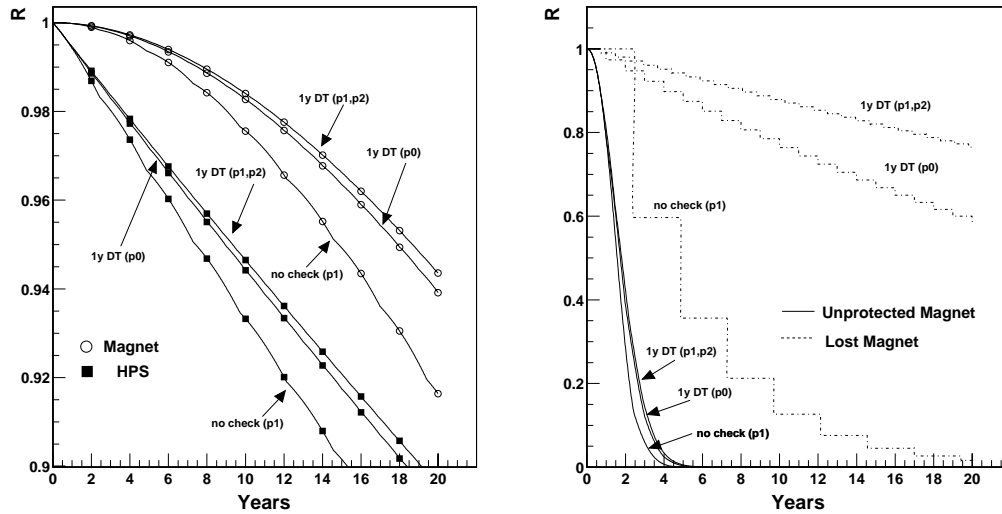 R
1
0.98
0.96
0.94
0.92
0.9
0 2 4 6 8 10 12 14 16 18 20
Years
1y DT (p1,p2)
1y DT (p0)
1y DT (p1,p2)
1y DT (p0)
no check (p1)
no check (p1)
Magnet
HPS
R
1
0.8
0.6
0.4
0.2
0
0 2 4 6 8 10 12 14 16 18 20
Years
1y DT (p1,p2)
1y DT (p0)
no check (p1)
Unprotected Magnet
Lost Magnet
1y DT (p1,p2)
1y DT (p0)
no check (p1)